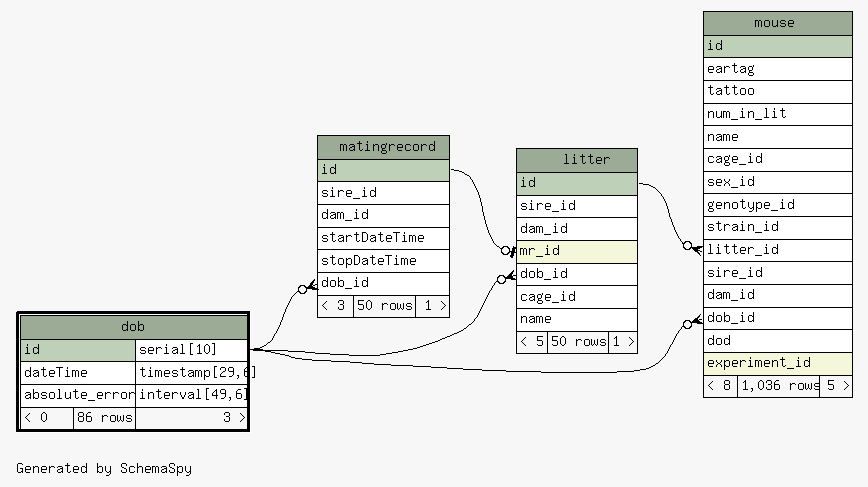 mouse
id
eartag
tattoo
num_in_lit
name
cage_id
sex_id
genotype_id
strain_id
litter_id
sire_id
dam_id
dob_id
dod
experiment_id
< 8 1,036 rows 5 >
matingrecord
id
sire_id
dam_id
startDateTime
stopDateTime
dob_id
< 3 50 rows 1 >
litter
id
sire_id
dam_id
mr_id
dob_id
cage_id
name
< 5 50 rows 1 >
dob
id serial[10]
dateTime timestamp[29,6]
absolute_error interval[49,6]
< 0 86 rows 3 >
Generated by SchemaSpy